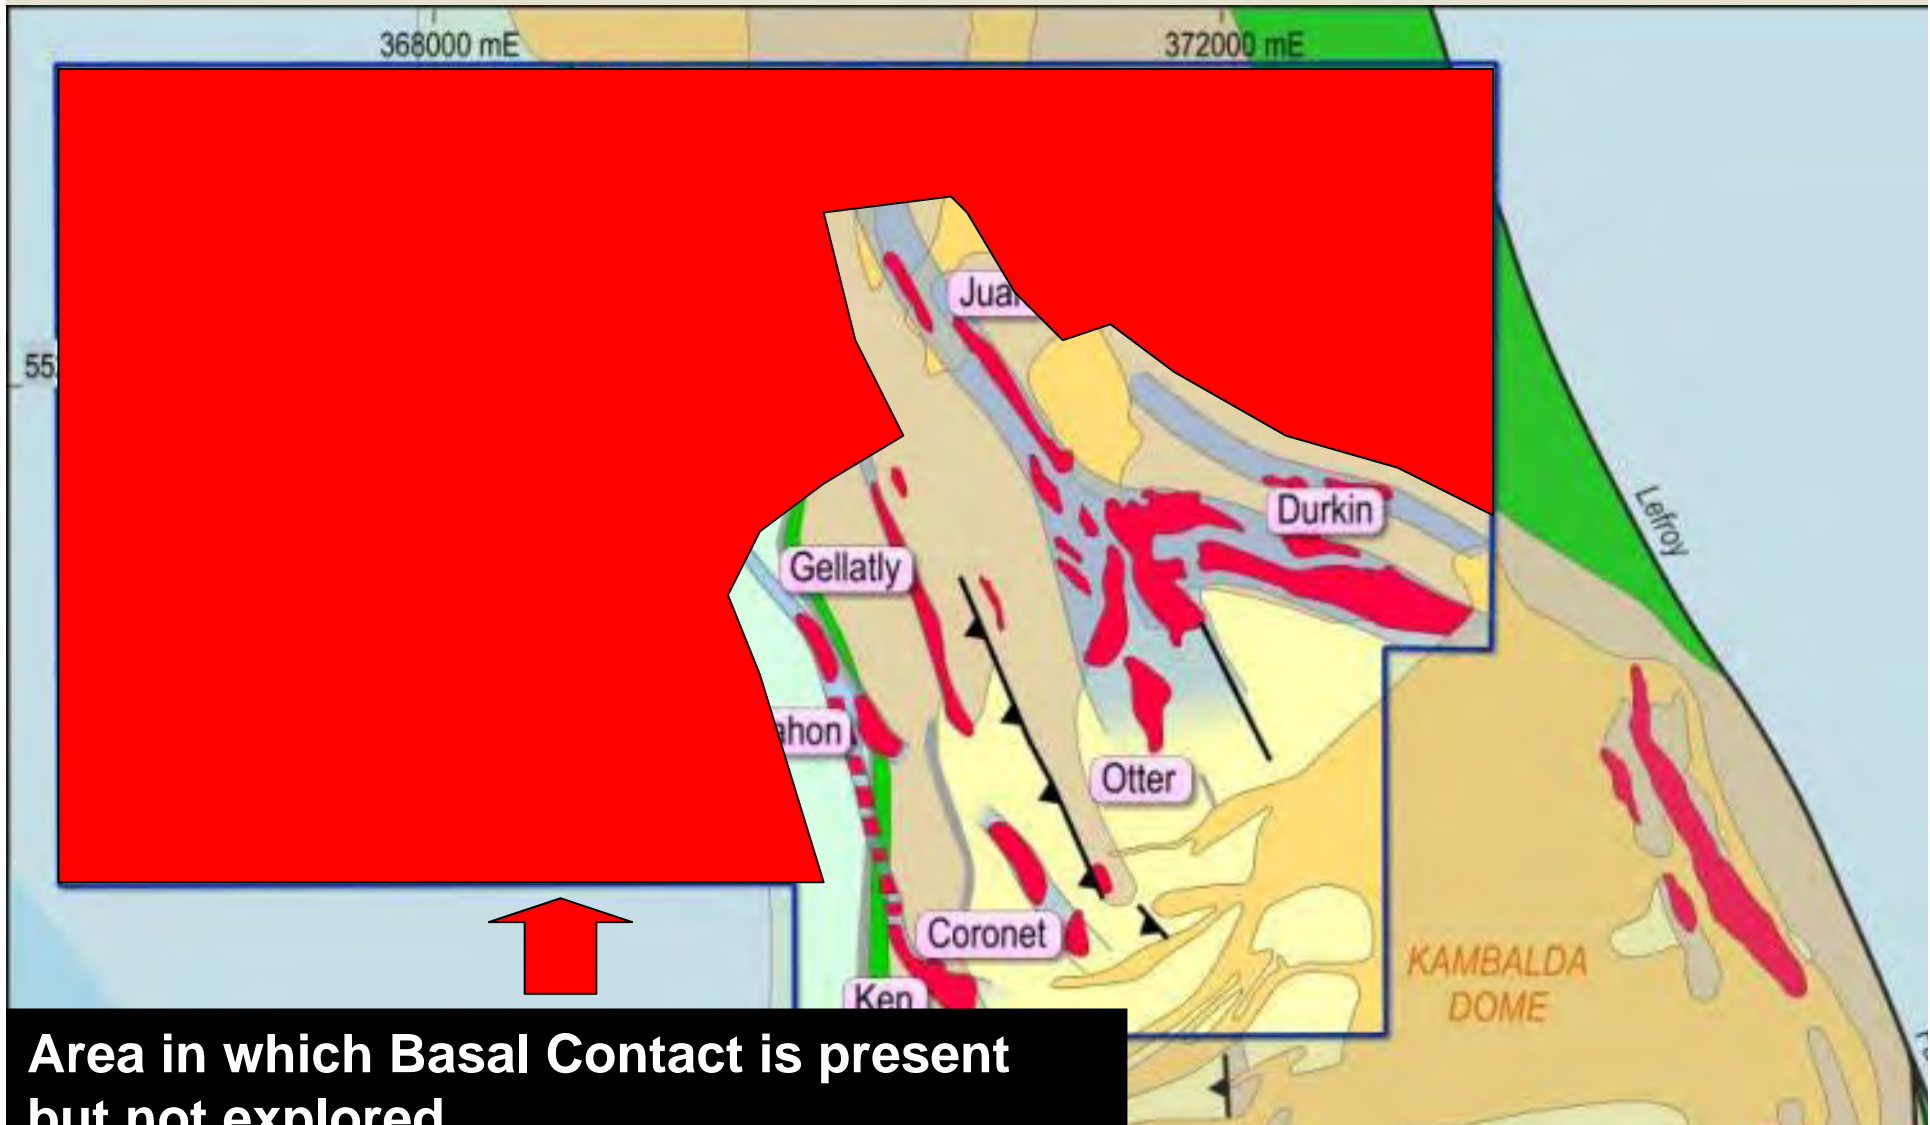 368000 mE
372000 mE
55
Jua
Durkin
Lefroy
Gellatly
ahon
Otter
Coronet
KAMBALDA
DOME
Ken
Area in which Basal Contact is present
but not explored